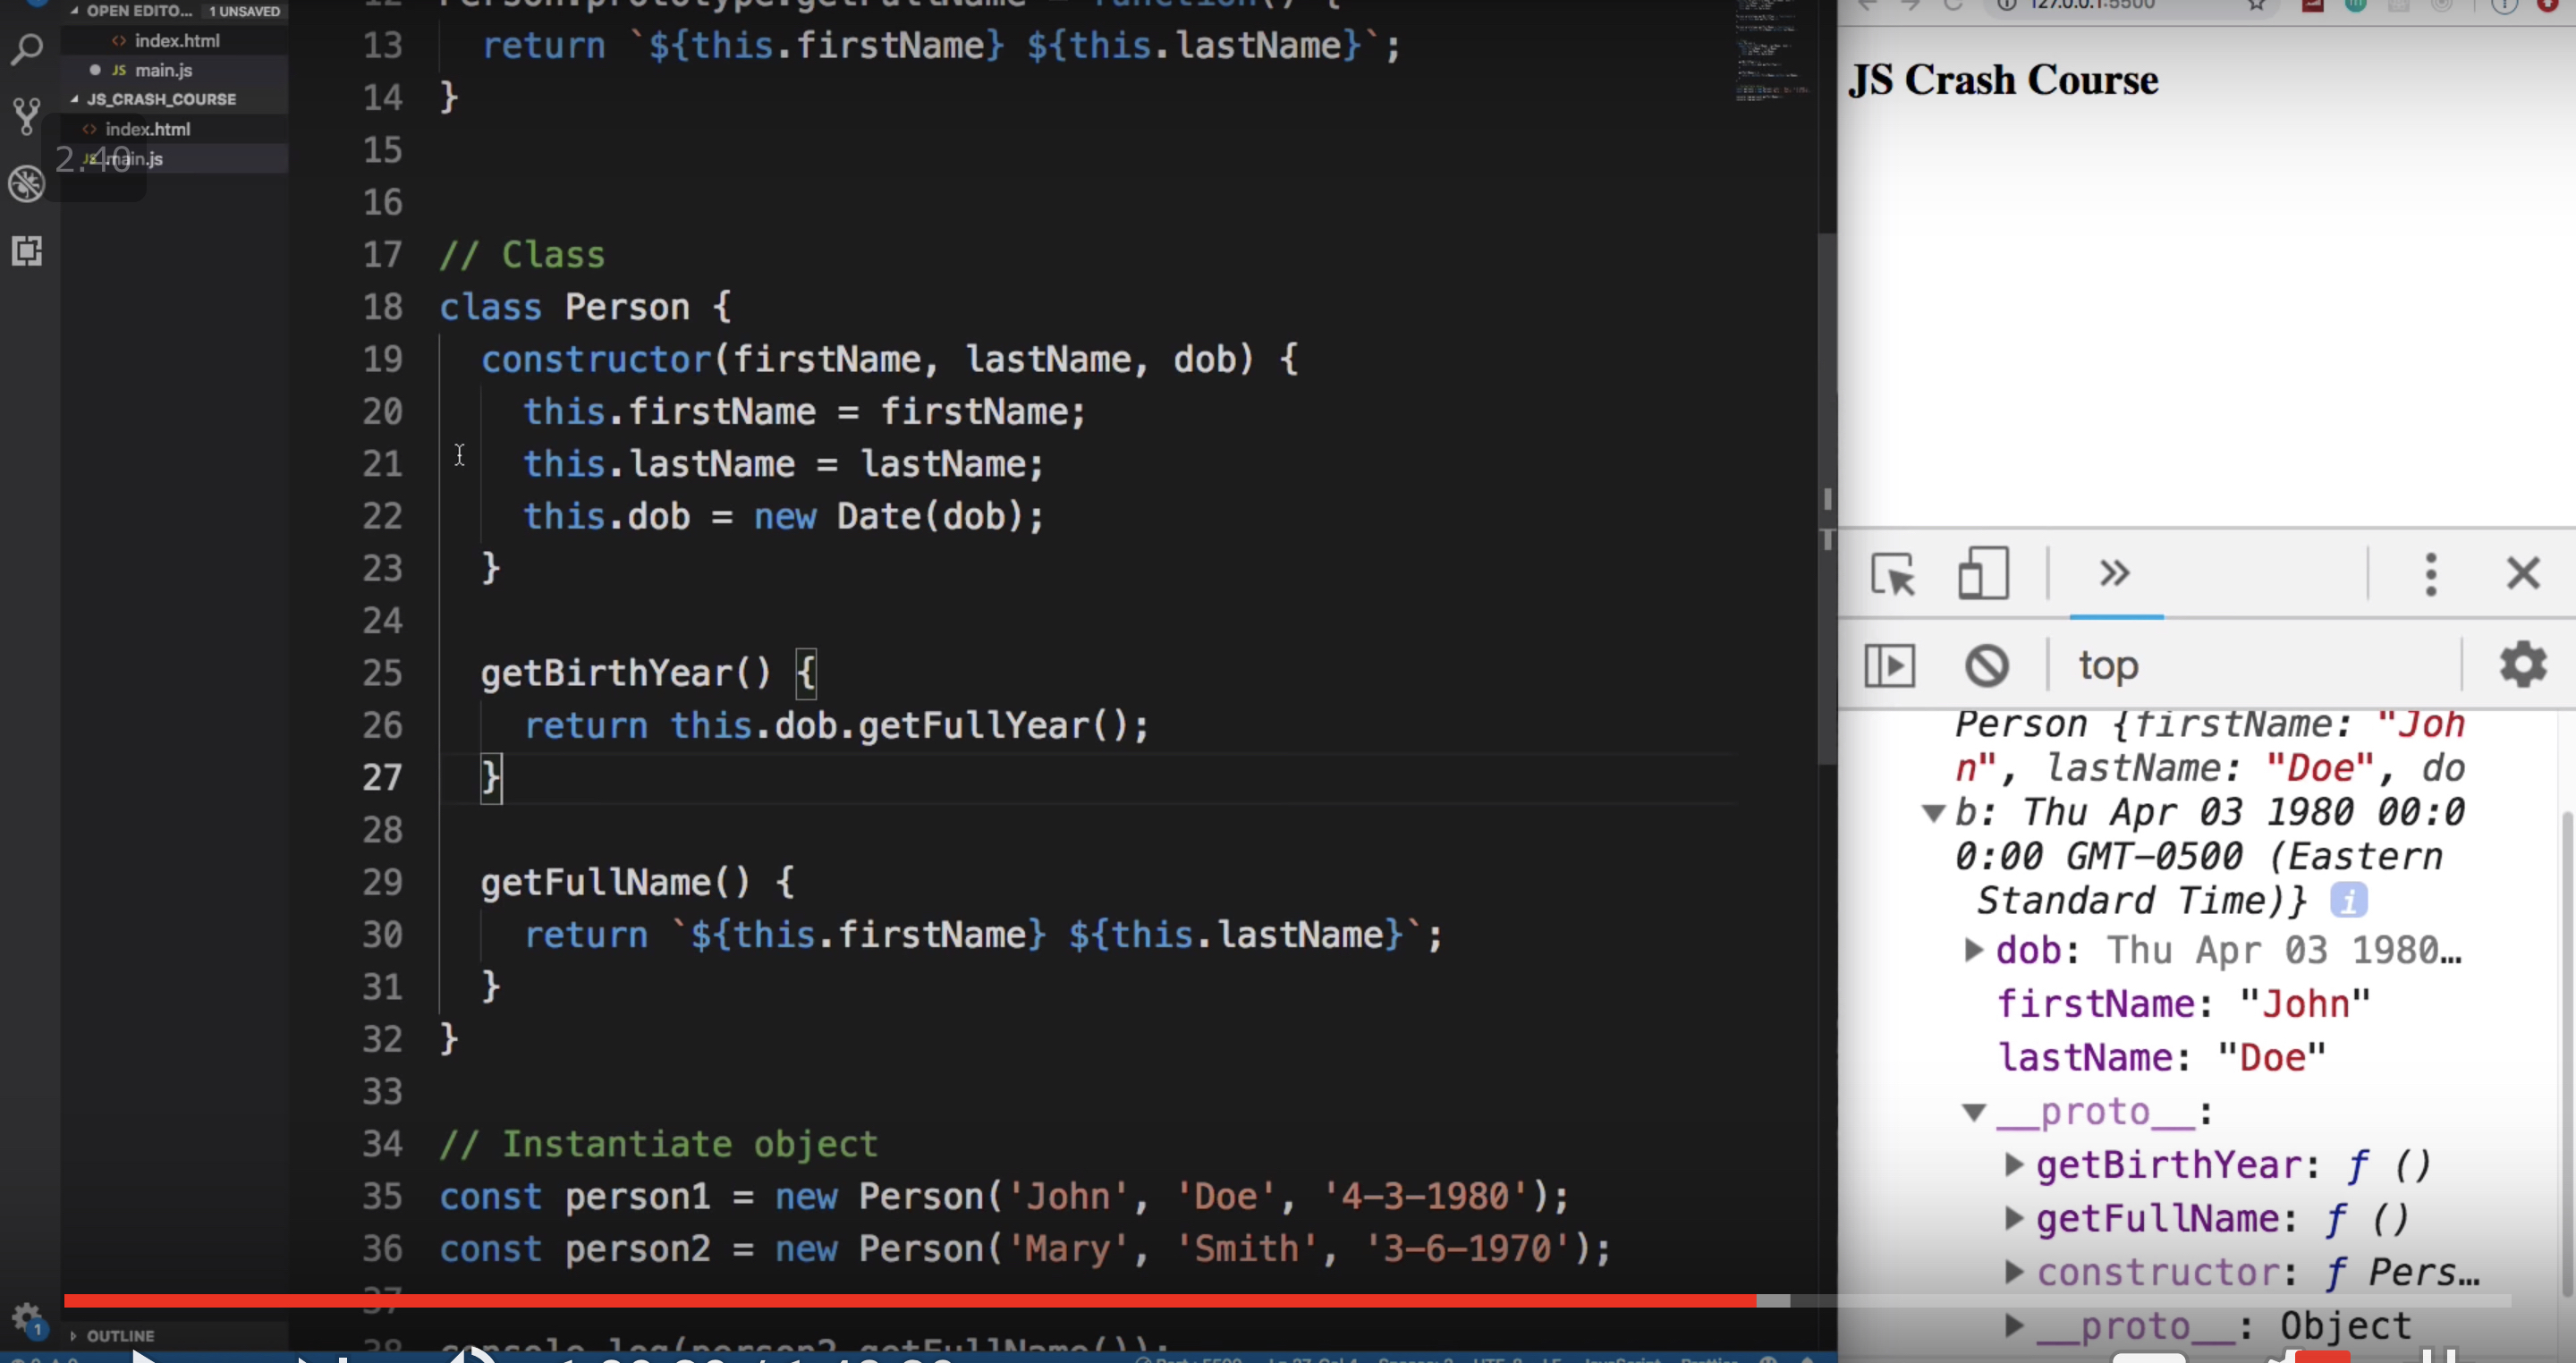 OPEN EDITO... 1 UNSAVED
<> index.html
JS main.js
JS_CRASH_COURSE
<> index.html
JS main.js
2.40
1
OUTLINE
13 return `${this.firstName} ${this.lastName}`;
14 }
15
16
17 // Class
18 class Person {
19 constructor(firstName, lastName, dob) {
20 this.firstName = firstName;
21 this.lastName = lastName;
22 this.dob = new Date(dob);
23 }
24
25 getBirthYear() {
26 return this.dob.getFullYear();
27 }
28
29 getFullName() {
30 return `${this.firstName} ${this.lastName}`;
31 }
32 }
33
34 // Instantiate object
35 const person1 = new Person('John', 'Doe', '4-3-1980');
36 const person2 = new Person('Mary', 'Smith', '3-6-1970');
37
127.0.0.1:5500
JS Crash Course
top
Person {firstName: "Joh
n", lastName: "Doe", do
b: Thu Apr 03 1980 00:0
0:00 GMT-0500 (Eastern
Standard Time)} i
dob: Thu Apr 03 1980…
firstName: "John"
lastName: "Doe"
__proto__:
getBirthYear: ƒ ()
getFullName: ƒ ()
constructor: ƒ Pers…
__proto__: Object